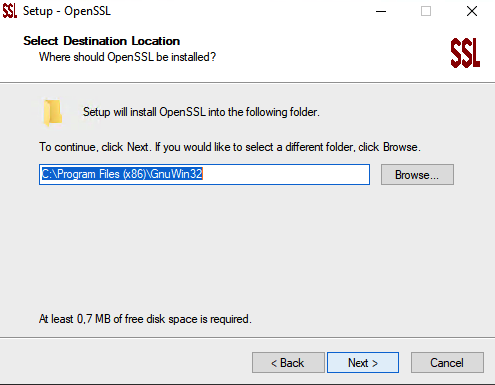 SSL Setup - OpenSSL
Select Destination Location
Where should OpenSSL be installed?
SSL
Setup will install OpenSSL into the following folder.
To continue, click Next. If you would like to select a different folder, click Browse.
C:\Program Files (x86)\GnuWin32
Browse...
At least 0,7 MB of free disk space is required.
< Back
Next >
Cancel